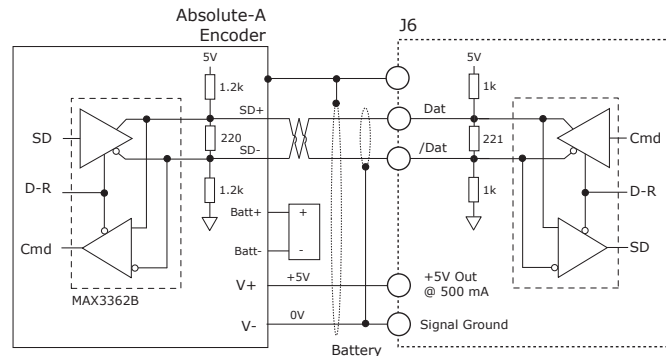 Absolute-A
Encoder
J6
5V
1.2k
SD+
220
SD-
1.2k
SD
D-R
Cmd
MAX3362B
Batt+
+
Batt-
-
V+
+5V
V-
0V
Battery
Dat
/Dat
5V
1k
221
1k
Cmd
D-R
SD
+5V Out
@ 500 mA
Signal Ground